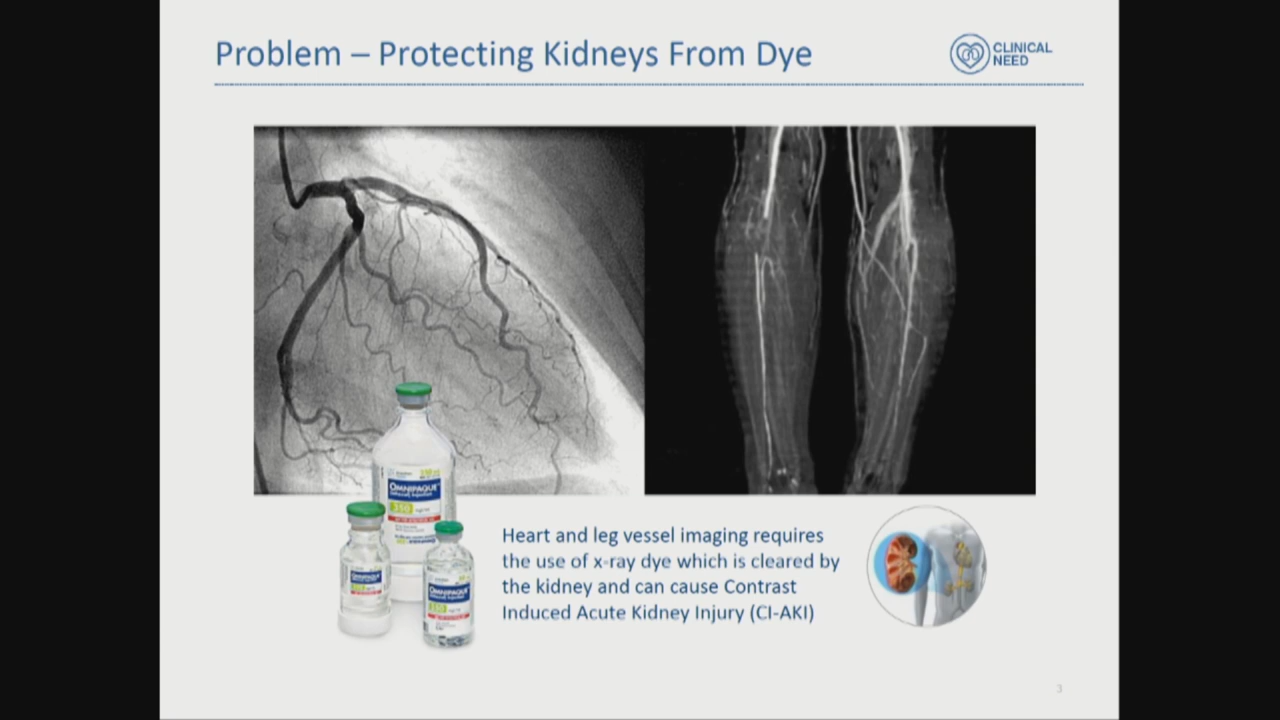 Problem – Protecting Kidneys From Dye
CLINICAL
NEED
OMNIPAQUE
350
OMNIPAQUE
Heart and leg vessel imaging requires
the use of x-ray dye which is cleared by
the kidney and can cause Contrast
Induced Acute Kidney Injury (CI-AKI)
3